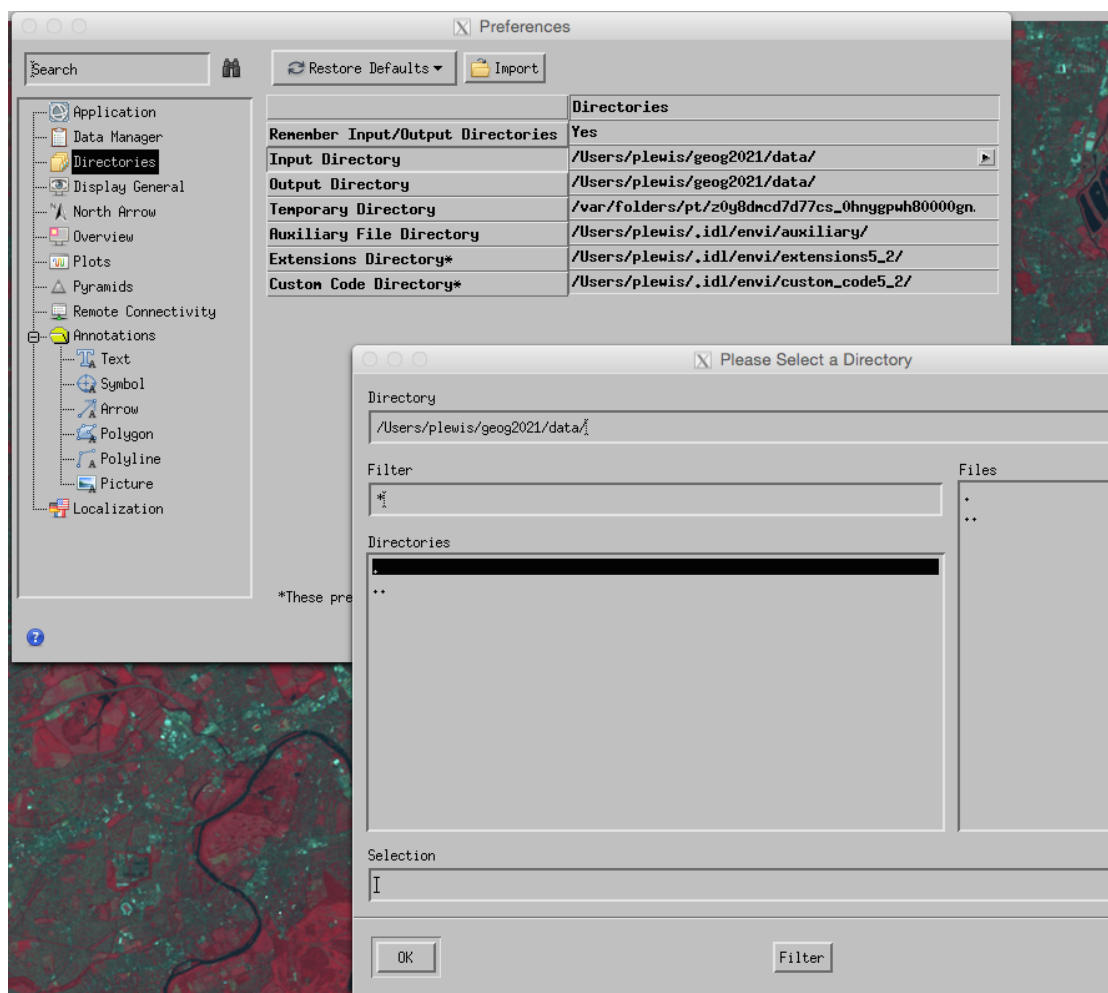 Preferences
Search
Restore Defaults
Import
Application
Data Manager
Directories
Display General
North Arrow
Overview
Plots
Pyramids
Remote Connectivity
Annotations
Text
Symbol
Arrow
Polygon
Polyline
Picture
Localization
Directories
Remember Input/Output Directories Yes
Input Directory /Users/plewis/geog2021/data/
Output Directory /Users/plewis/geog2021/data/
Temporary Directory /var/folders/pt/z0y8dmcd7d77cs_0hnygpwh80000gn.
Auxiliary File Directory /Users/plewis/.idl/envi/auxiliary/
Extensions Directory* /Users/plewis/.idl/envi/extensions5_2/
Custom Code Directory* /Users/plewis/.idl/envi/custom_code5_2/
*These pre
Please Select a Directory
Directory
/Users/plewis/geog2021/data/
Filter
*
Directories
.
..
Files
.
..
Selection
OK
Filter